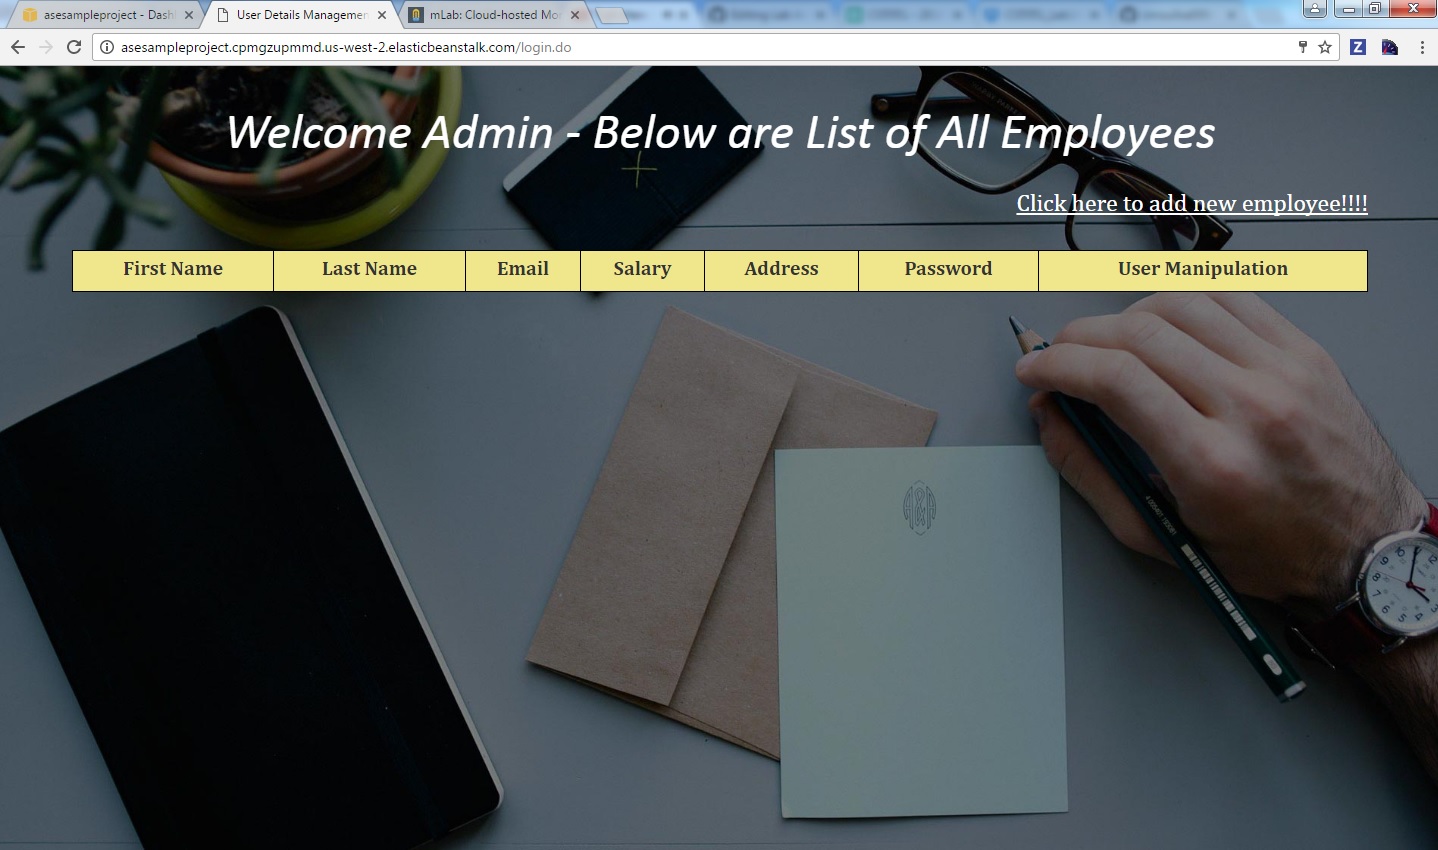 asesampleproject - Dash
User Details Managemen
mLab: Cloud-hosted Mo
asesampleproject.cpmgzupmmd.us-west-2.elasticbeanstalk.com/login.do
Z
Welcome Admin - Below are List of All Employees
Click here to add new employee!!!!
First Name Last Name Email Salary Address Password User Manipulation